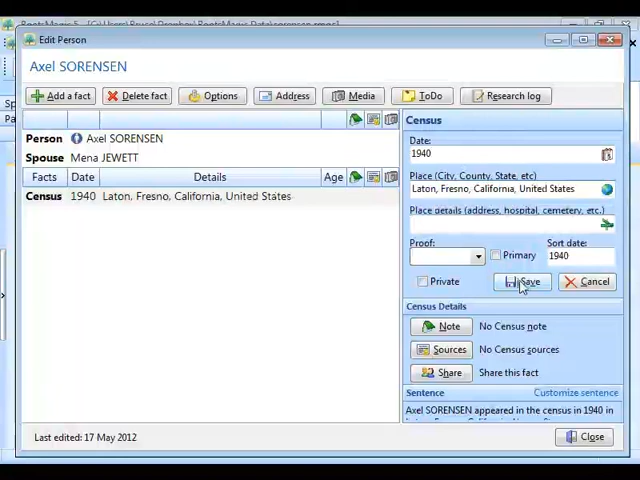 RootsMagic 5 - [C:\Users\Bruce\Dropbox\RootsMagic Data\sorensen.rmgc]
Edit Person
Axel SORENSEN
Add a fact
Delete fact
Options
Address
Media
ToDo
Research log
Person Axel SORENSEN
Spouse Mena JEWETT
Facts Date Details Age
Census 1940 Laton, Fresno, California, United States
Census
Date:
1940
Place (City, County, State, etc)
Laton, Fresno, California, United States
Place details (address, hospital, cemetery, etc.)
Proof:
Primary
Sort date:
1940
Private
Save
Cancel
Census Details
Note No Census note
Sources No Census sources
Share Share this fact
Sentence Customize sentence
Axel SORENSEN appeared in the census in 1940 in
Last edited: 17 May 2012
Close